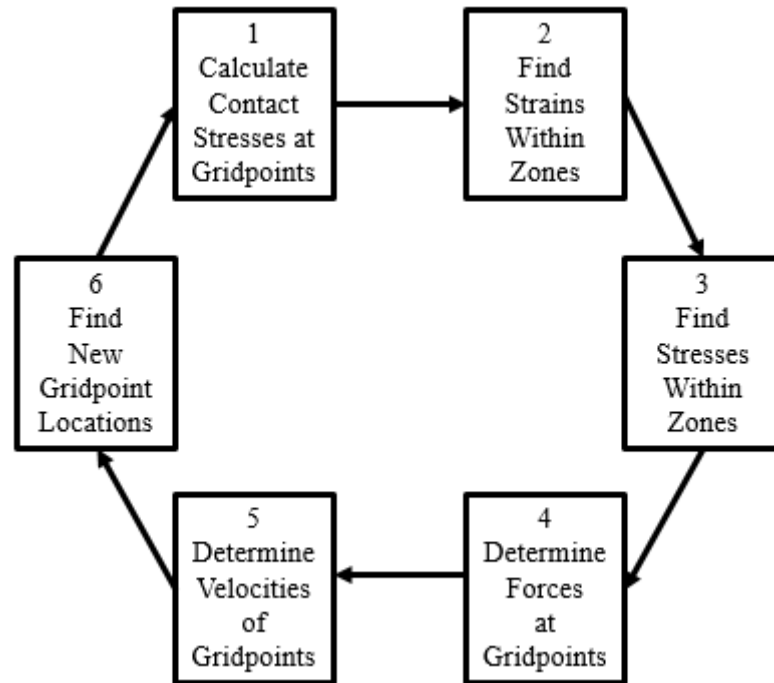 1
Calculate
Contact
Stresses at
Gridpoints
2
Find
Strains
Within
Zones
3
Find
Stresses
Within
Zones
4
Determine
Forces
at
Gridpoints
5
Determine
Velocities
of
Gridpoints
6
Find
New
Gridpoint
Locations